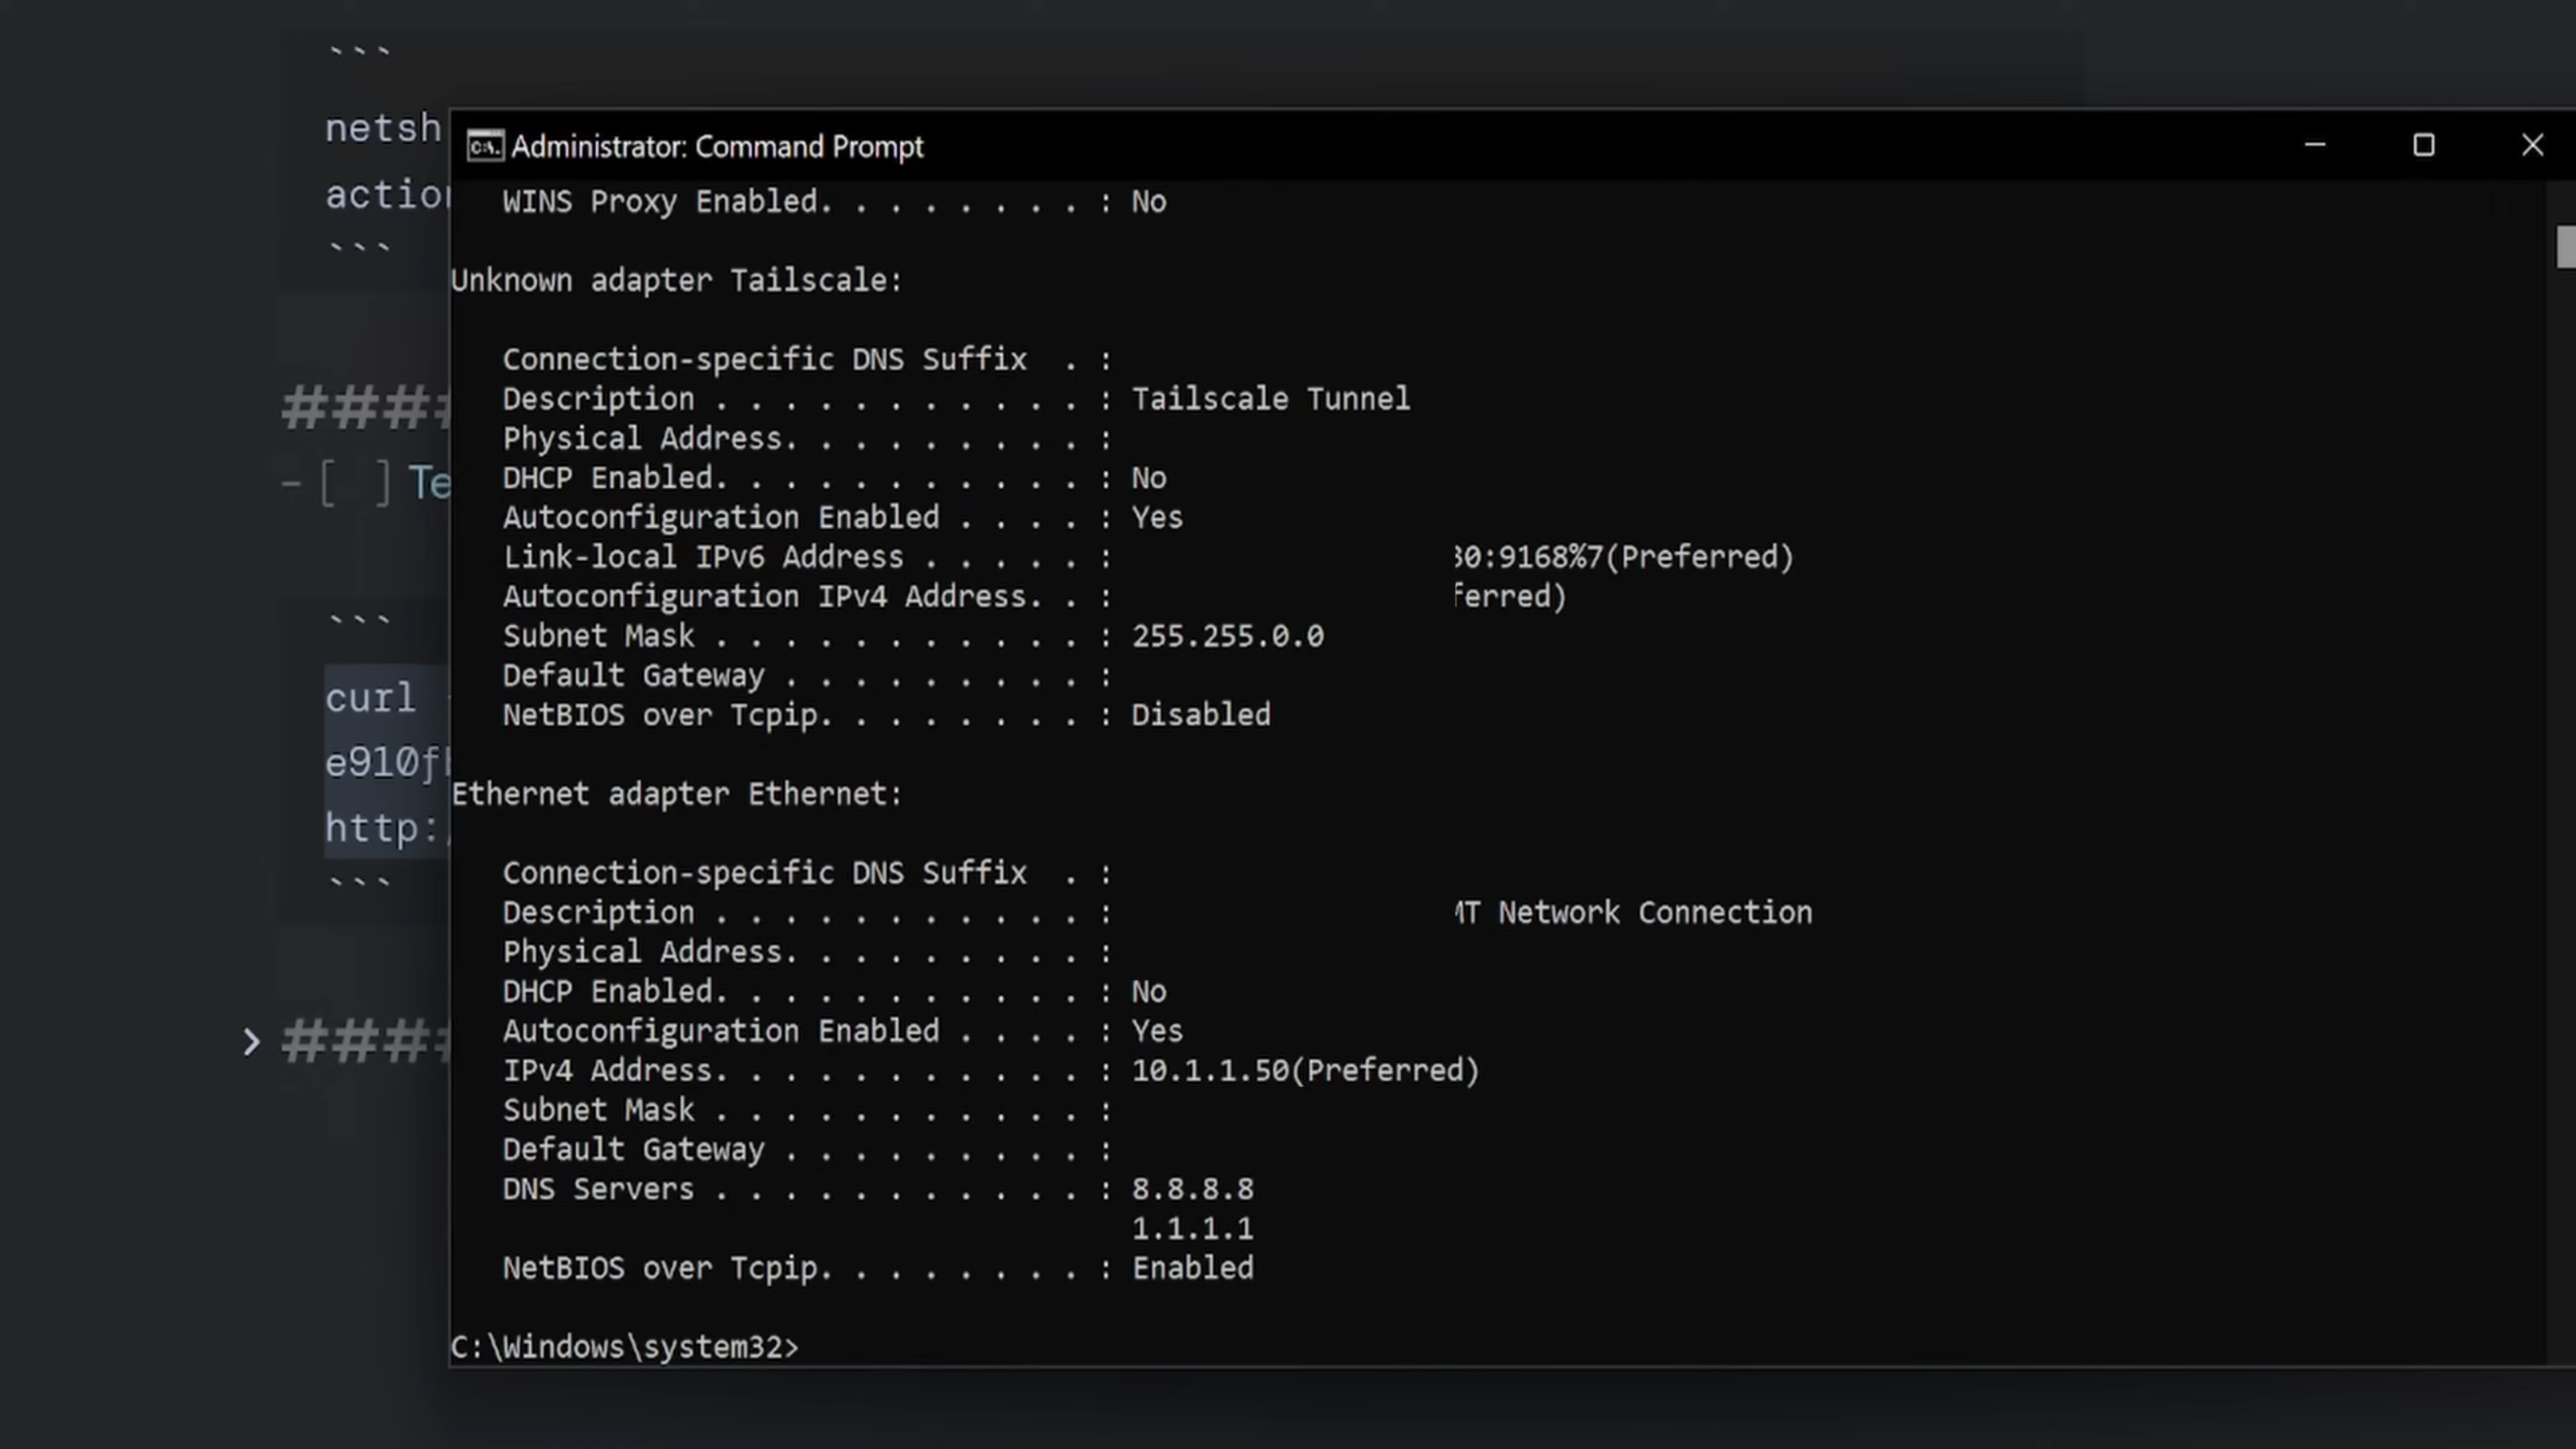 ```
netsh
action
```
####
- [ ] Te
```
curl
e910f
http:/
```
####
Administrator: Command Prompt
WINS Proxy Enabled. . . . . . . . : No
Unknown adapter Tailscale:
Connection-specific DNS Suffix  . :
Description . . . . . . . . . . . : Tailscale Tunnel
Physical Address. . . . . . . . . :
DHCP Enabled. . . . . . . . . . . : No
Autoconfiguration Enabled . . . . : Yes
Link-local IPv6 Address . . . . . : 30:9168%7(Preferred)
Autoconfiguration IPv4 Address. . : ferred)
Subnet Mask . . . . . . . . . . . : 255.255.0.0
Default Gateway . . . . . . . . . :
NetBIOS over Tcpip. . . . . . . . : Disabled
Ethernet adapter Ethernet:
Connection-specific DNS Suffix  . :
Description . . . . . . . . . . . : MT Network Connection
Physical Address. . . . . . . . . :
DHCP Enabled. . . . . . . . . . . : No
Autoconfiguration Enabled . . . . : Yes
IPv4 Address. . . . . . . . . . . : 10.1.1.50(Preferred)
Subnet Mask . . . . . . . . . . . :
Default Gateway . . . . . . . . . :
DNS Servers . . . . . . . . . . . : 8.8.8.8
1.1.1.1
NetBIOS over Tcpip. . . . . . . . : Enabled
C:\Windows\system32>